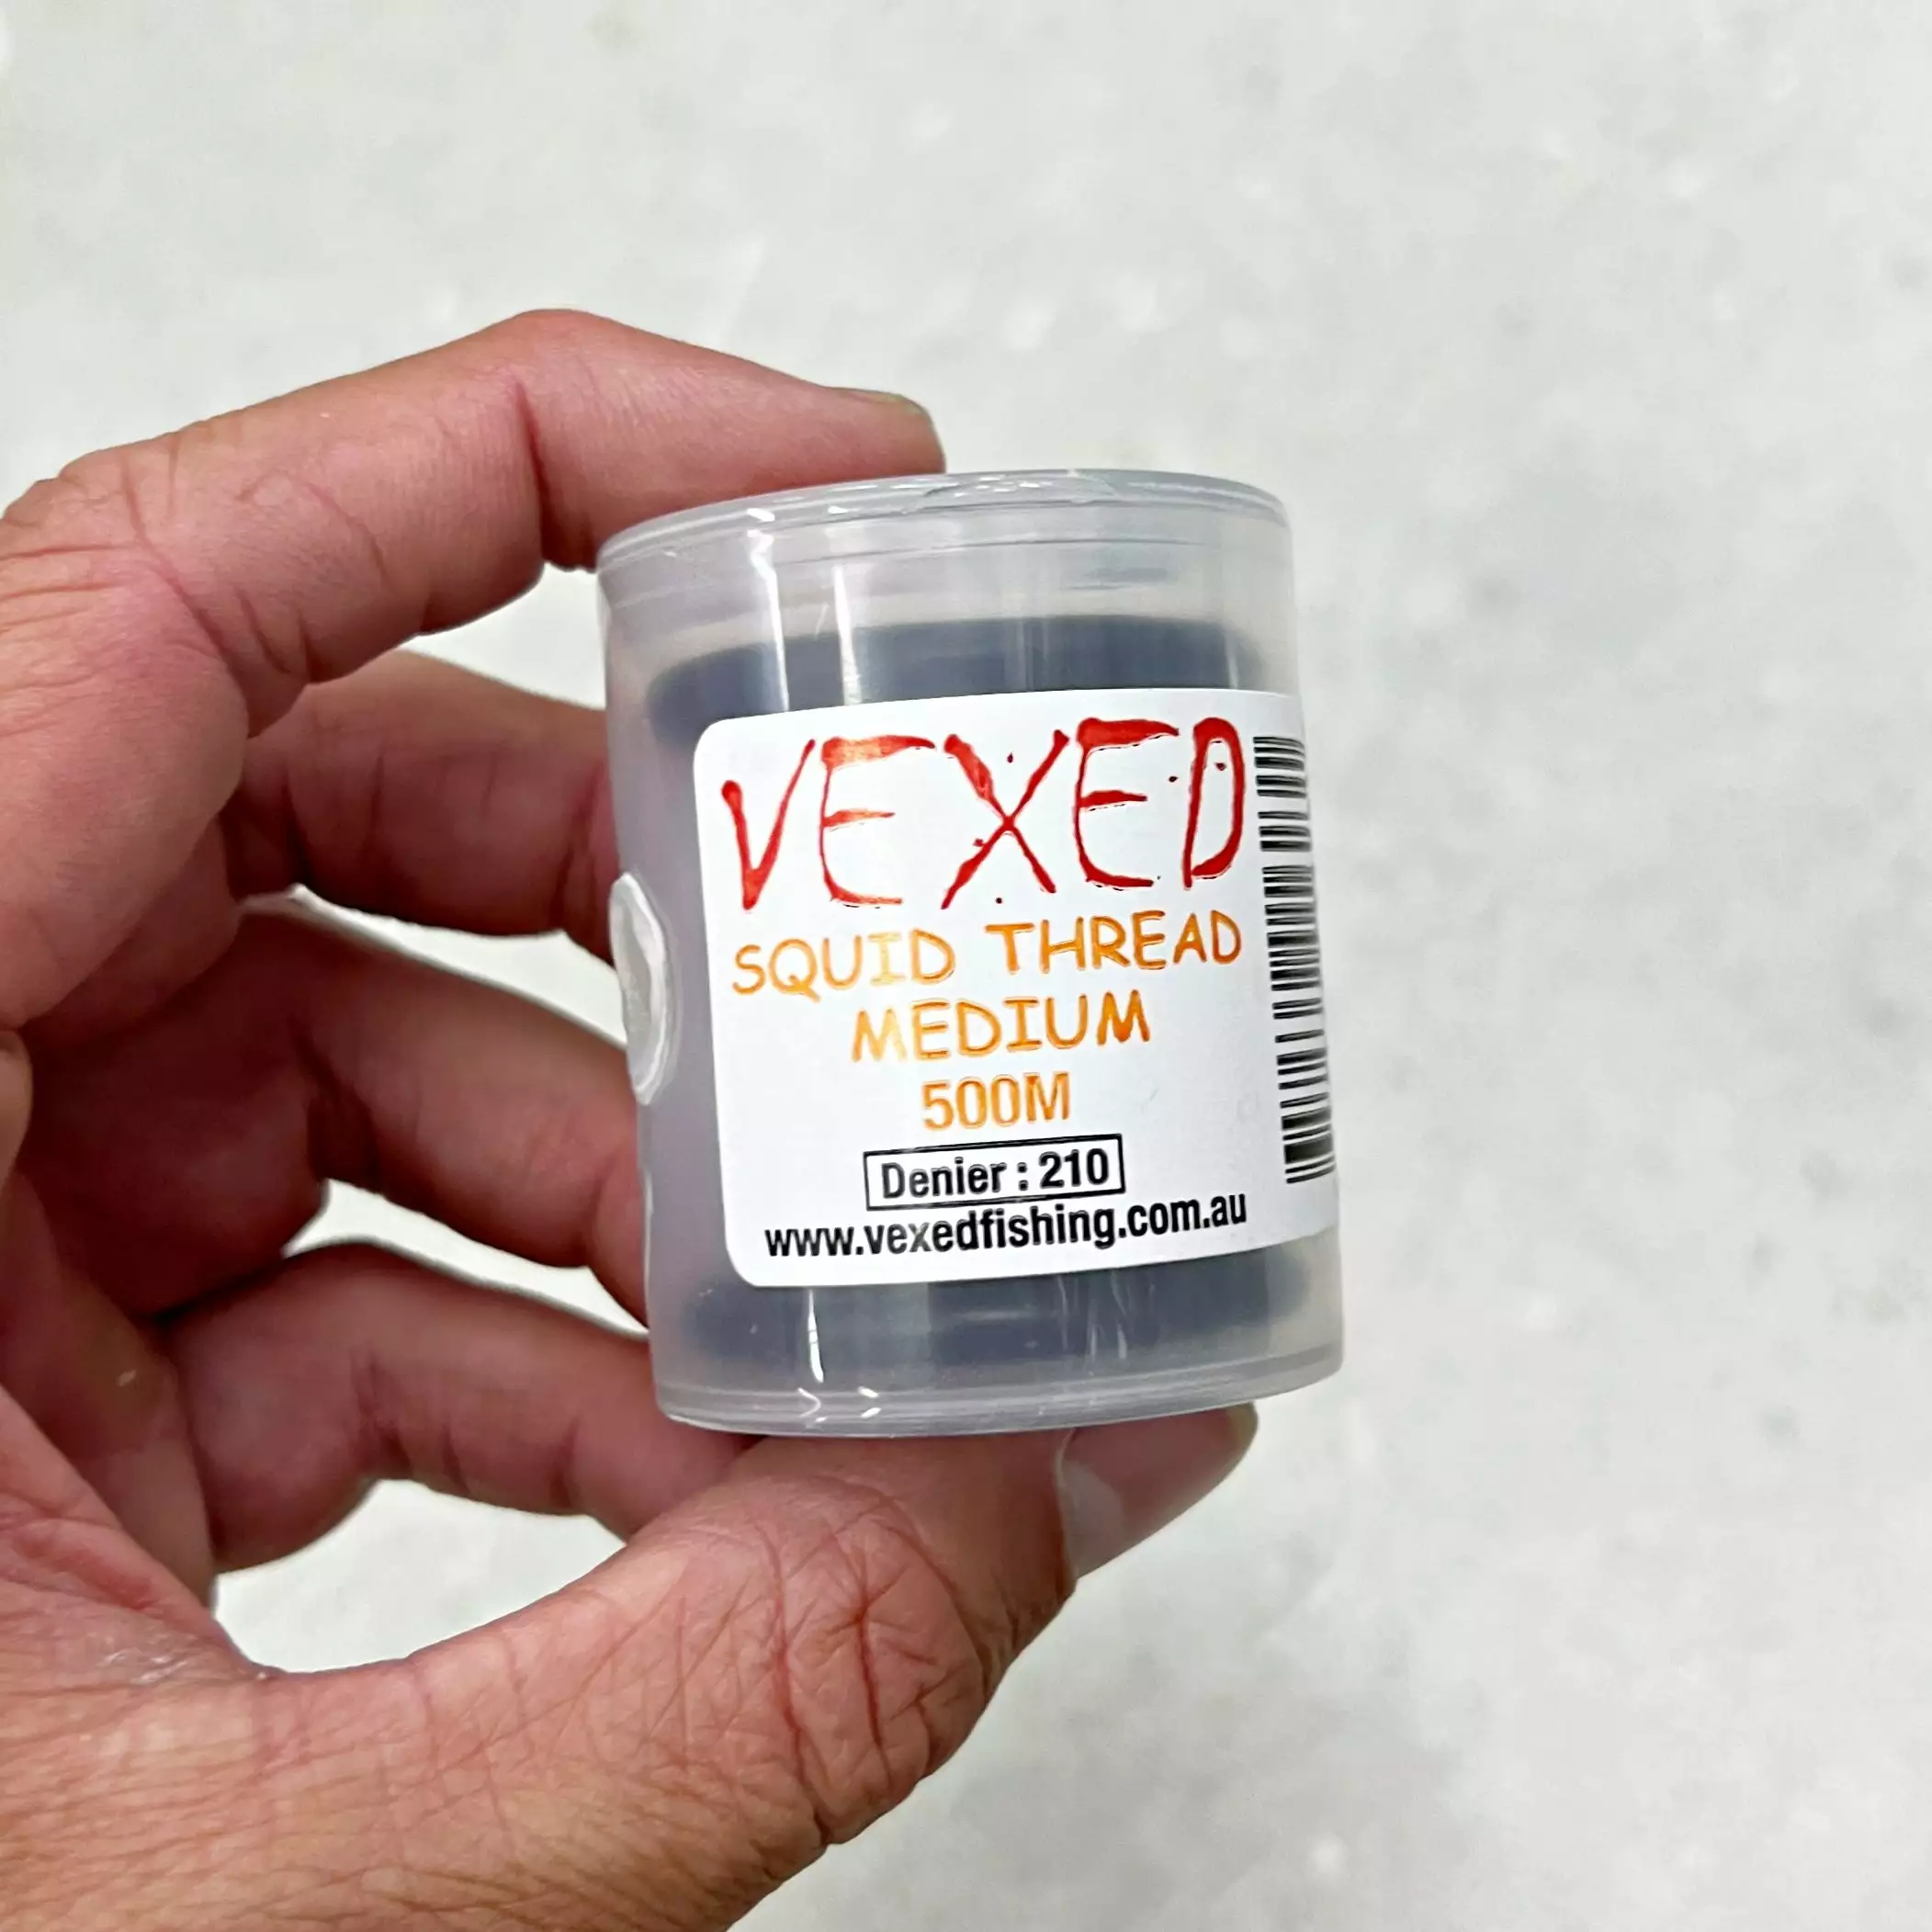 VEXED
SQUID THREAD
MEDIUM
500M
Denier : 210
www.vexedfishing.com.au